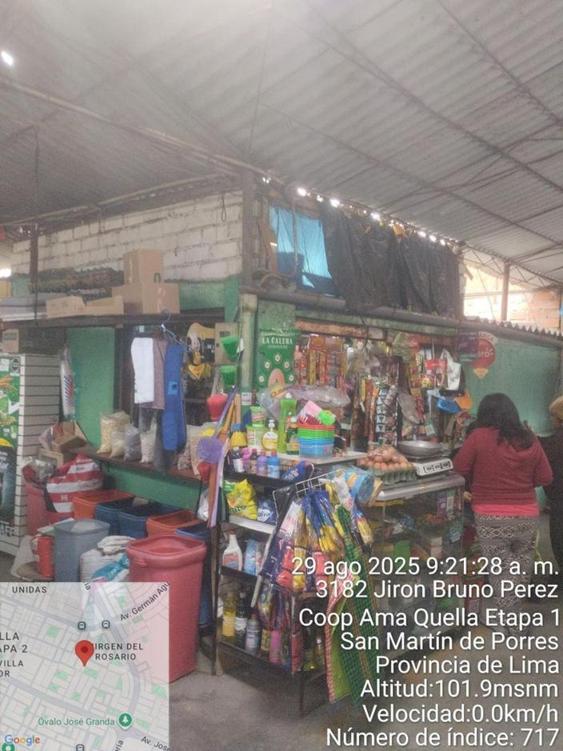 LA CALERA
29 ago 2025 9:21:28 a. m.
3182 Jiron Bruno Perez
Coop Ama Quella Etapa 1
San Martín de Porres
Provincia de Lima
Altitud:101.9msnm
Velocidad:0.0km/h
Número de índice: 717
UNIDAS
Av. Germán Agu
LLA
APA 2
VILLA
OR
IRGEN DEL
ROSARIO
Óvalo José Granda
Av.
Google